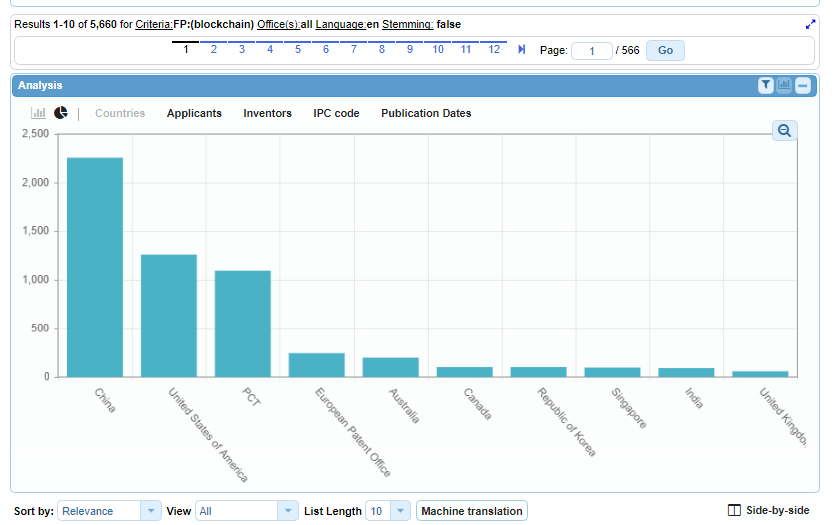 Results 1-10 of 5,660 for Criteria:FP:(blockchain) Office(s):all Language:en Stemming: false
1 2 3 4 5 6 7 8 9 10 11 12 Page: 1 / 566 Go
Analysis
Countries Applicants Inventors IPC code Publication Dates
2,500
2,000
1,500
1,000
500
0
China
United States of America
PCT
European Patent Office
Australia
Canada
Republic of Korea
Singapore
India
United Kingdo..
Sort by: Relevance View All List Length 10 Machine translation Side-by-side